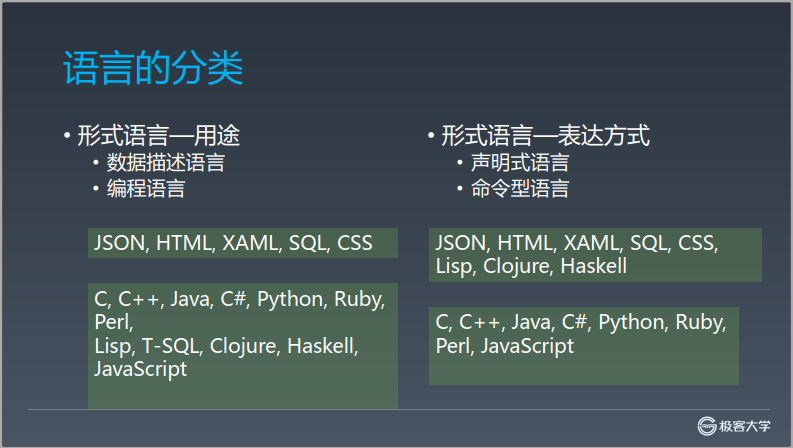 语言的分类
• 形式语言—用途
• 数据描述语言
• 编程语言
JSON, HTML, XAML, SQL, CSS
C, C++, Java, C#, Python, Ruby,
Perl,
Lisp, T-SQL, Clojure, Haskell,
JavaScript
• 形式语言—表达方式
• 声明式语言
• 命令型语言
JSON, HTML, XAML, SQL, CSS,
Lisp, Clojure, Haskell
C, C++, Java, C#, Python, Ruby,
Perl, JavaScript
极客大学